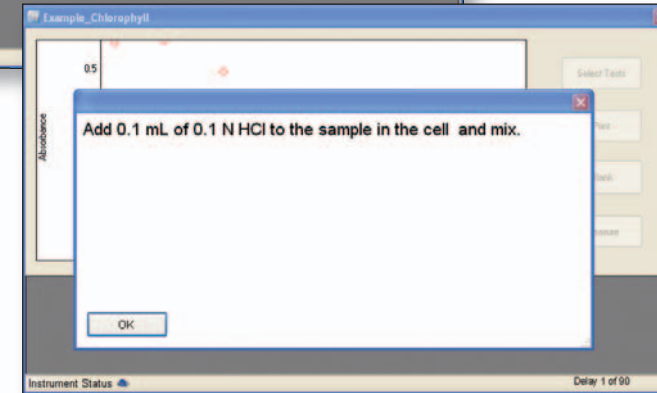 Example_Chlorophyll
0.5
Select Tests
Absorbance
Add 0.1 mL of 0.1 N HCl to the sample in the cell and mix.
OK
Instrument Status
Delay 1 of 90